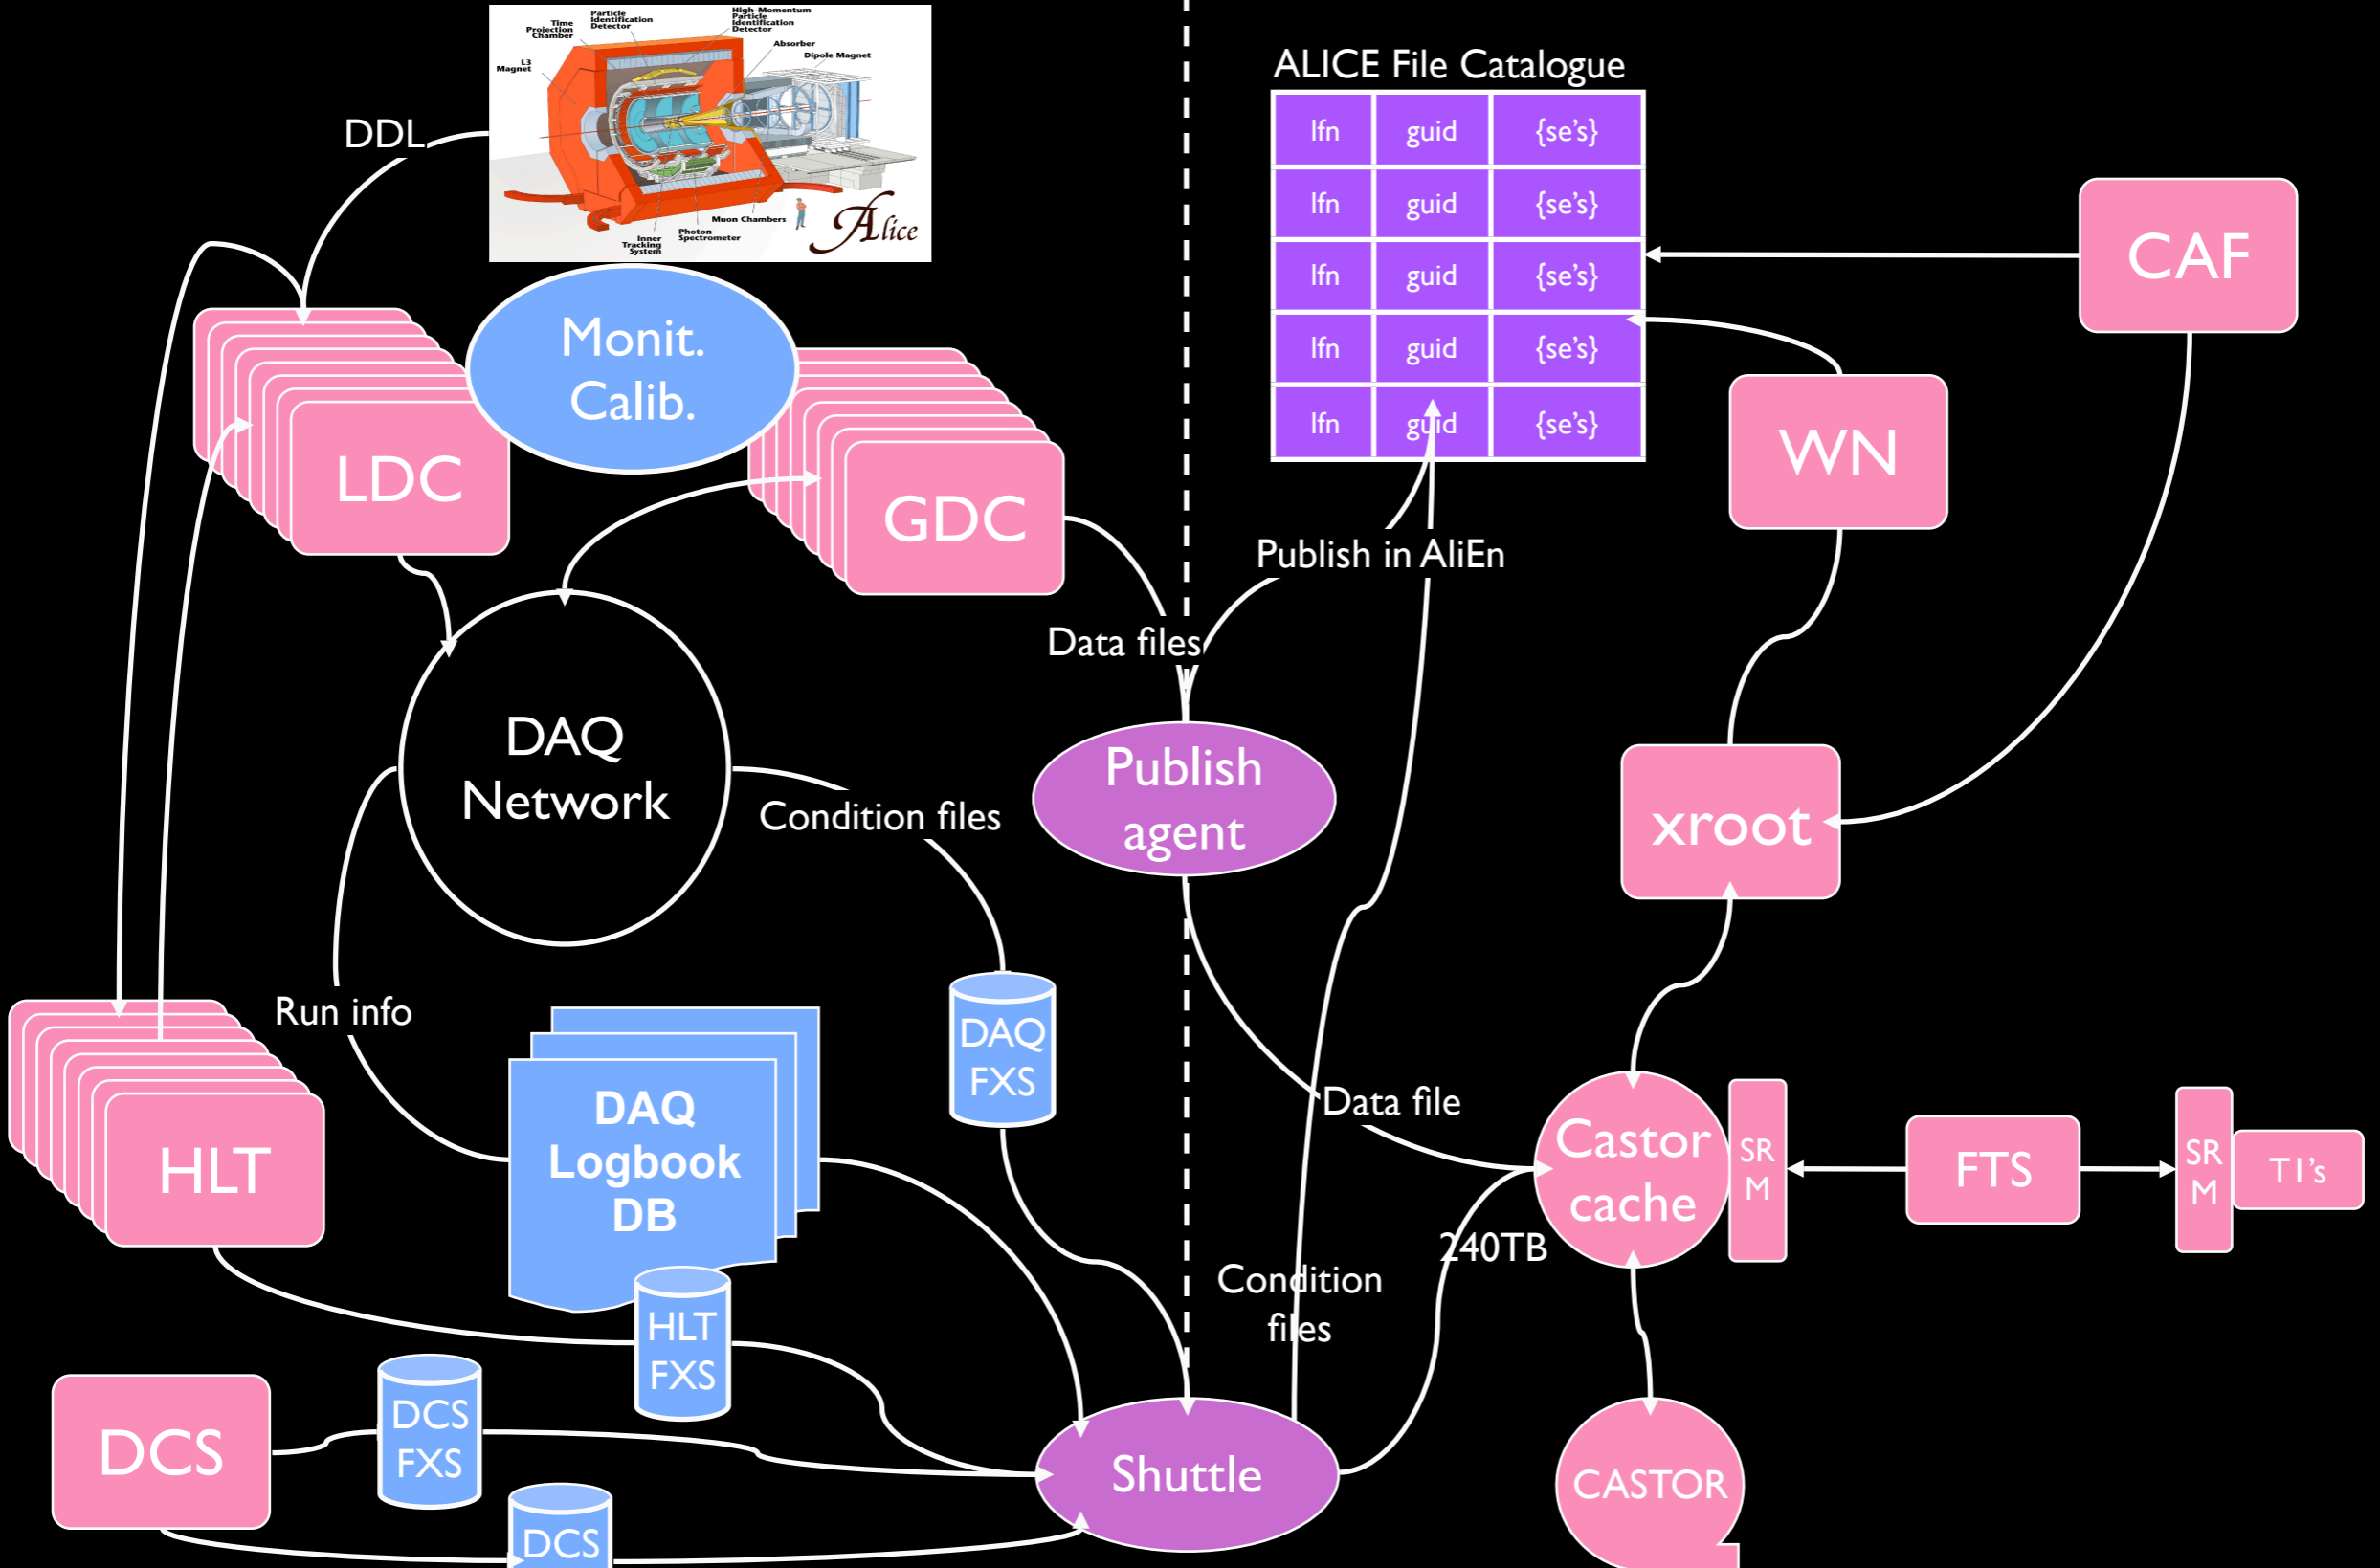 Time
Projection
Chamber
Particle
Identification
Detector
High-Momentum
Particle
Identification
Detector
Absorber
Dipole Magnet
L3
Magnet
Muon Chambers
Photon
Spectrometer
Inner
Tracking
System
Alice
DDL
Monit.
Calib.
LDC
GDC
ALICE File Catalogue
lfn guid {se's}
lfn guid {se's}
lfn guid {se's}
lfn guid {se's}
lfn guid {se's}
CAF
WN
Publish in AliEn
Data files
DAQ
Network
Condition files
Publish
agent
xroot
Run info
DAQ
FXS
HLT
DAQ
Logbook
DB
Data file
Castor
cache
SR
M
FTS
SR
M
T1's
240TB
Condition
files
HLT
FXS
DCS
DCS
FXS
DCS
Shuttle
CASTOR